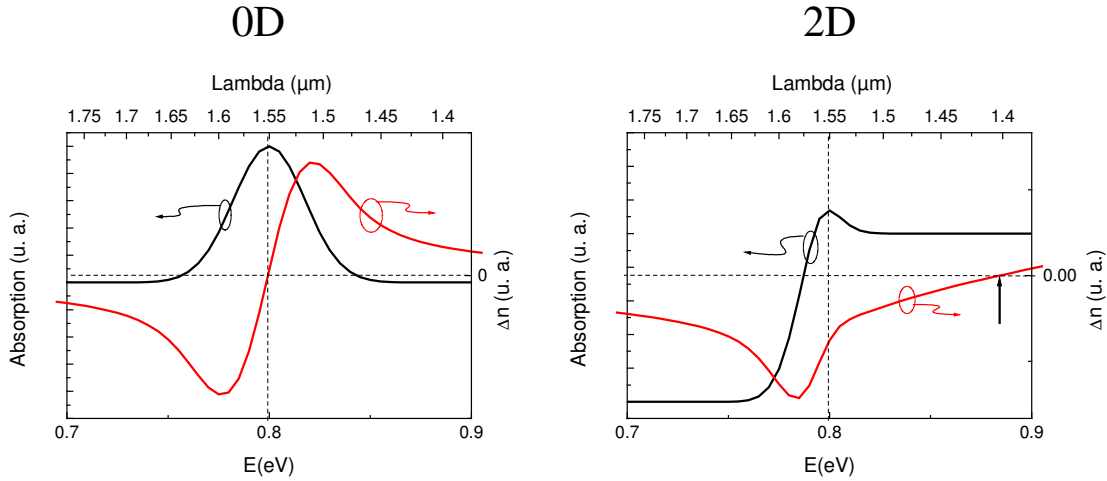 0D
Lambda (µm)
1.75 1.7 1.65 1.6 1.55 1.5 1.45 1.4
Absorption (u. a.)
0
Δn (u. a.)
0.7 0.8 0.9
E(eV)
2D
Lambda (µm)
1.75 1.7 1.65 1.6 1.55 1.5 1.45 1.4
Absorption (u. a.)
0.00
Δn (u. a.)
0.7 0.8 0.9
E(eV)